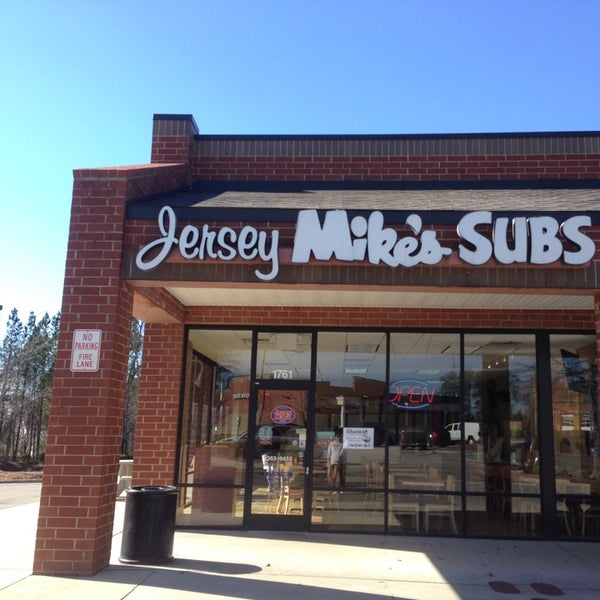 Jersey Mike's SUBS
1761
OPEN
NO
PARKING
FIRE
LANE